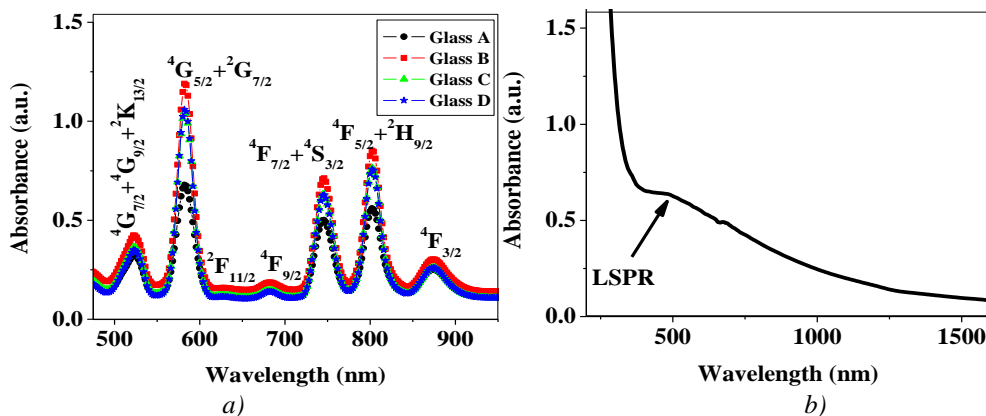 1.5
1.0
0.5
0.0
Absorbance (a.u.)
500 600 700 800 900
Wavelength (nm)
Glass A
Glass B
Glass C
Glass D
⁴G₇/₂+⁴G₉/₂+²K₁₃/₂
⁴G₅/₂+²G₇/₂
²F₁₁/₂
⁴F₉/₂
⁴F₇/₂+⁴S₃/₂
⁴F₅/₂+²H₉/₂
⁴F₃/₂
a)
1.5
1.0
0.5
0.0
Absorbance (a.u.)
LSPR
500 1000 1500
Wavelength (nm)
b)